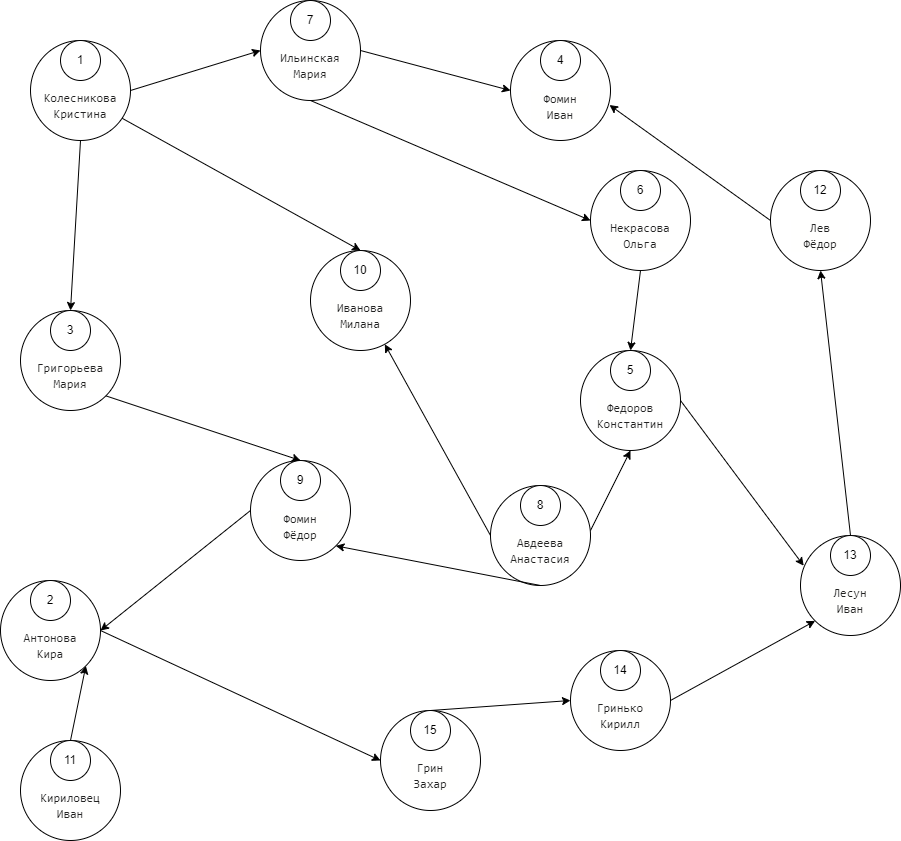 7
Ильинская
Мария
1
Колесникова
Кристина
4
Фомин
Иван
6
Некрасова
Ольга
12
Лев
Фёдор
10
Иванова
Милана
3
Григорьева
Мария
5
Федоров
Константин
9
Фомин
Фёдор
8
Авдеева
Анастасия
13
Лесун
Иван
2
Антонова
Кира
14
Гринько
Кирилл
15
Грин
Захар
11
Кириловец
Иван